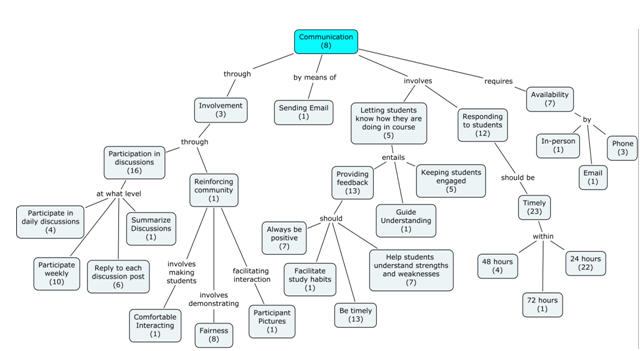 Communication
(8)
through
by means of
involves
requires
Involvement
(3)
Sending Email
(1)
Letting students
know how they are
doing in course
(5)
Responding
to students
(12)
Availability
(7)
by
In-person
(1)
Email
(1)
Phone
(3)
through
Participation in
discussions
(16)
Reinforcing
community
(1)
entails
Providing
feedback
(13)
Keeping students
engaged
(5)
Guide
Understanding
(1)
should be
Timely
(23)
at what level
Participate in
daily discussions
(4)
Summarize
Discussions
(1)
Participate
weekly
(10)
Reply to each
discussion post
(6)
involves
making
students
involves
demonstrating
facilitating
interaction
Comfortable
Interacting
(1)
Fairness
(8)
Participant
Pictures
(1)
should
Always be
positive
(7)
Facilitate
study habits
(1)
Be timely
(13)
Help students
understand strengths
and weaknesses
(7)
within
48 hours
(4)
24 hours
(22)
72 hours
(1)